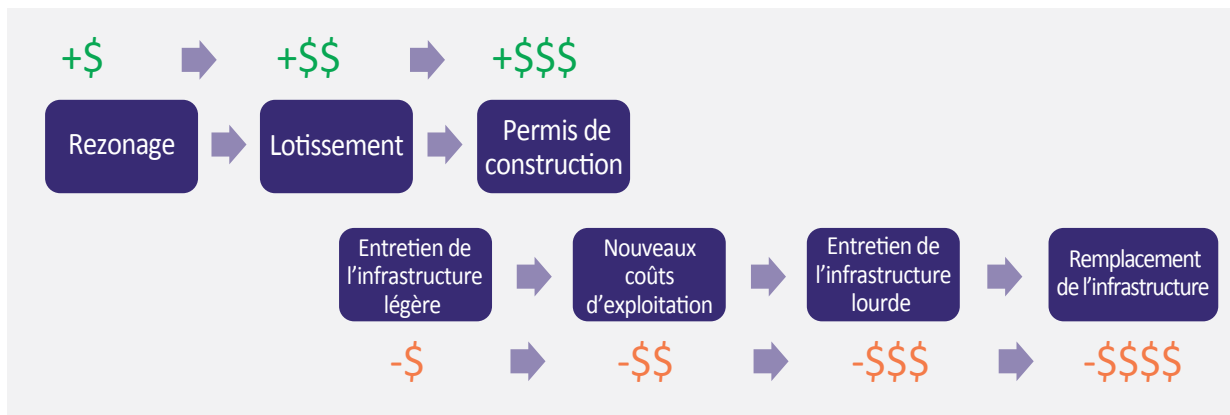 +$ +$$ +$$$
Rezonage
Lotissement
Permis de
construction
Entretien de
l'infrastructure
légère
Nouveaux
coûts
d'exploitation
Entretien de
l'infrastructure
lourde
Remplacement
de l'infrastructure
-$ -$$ -$$$ -$$$$